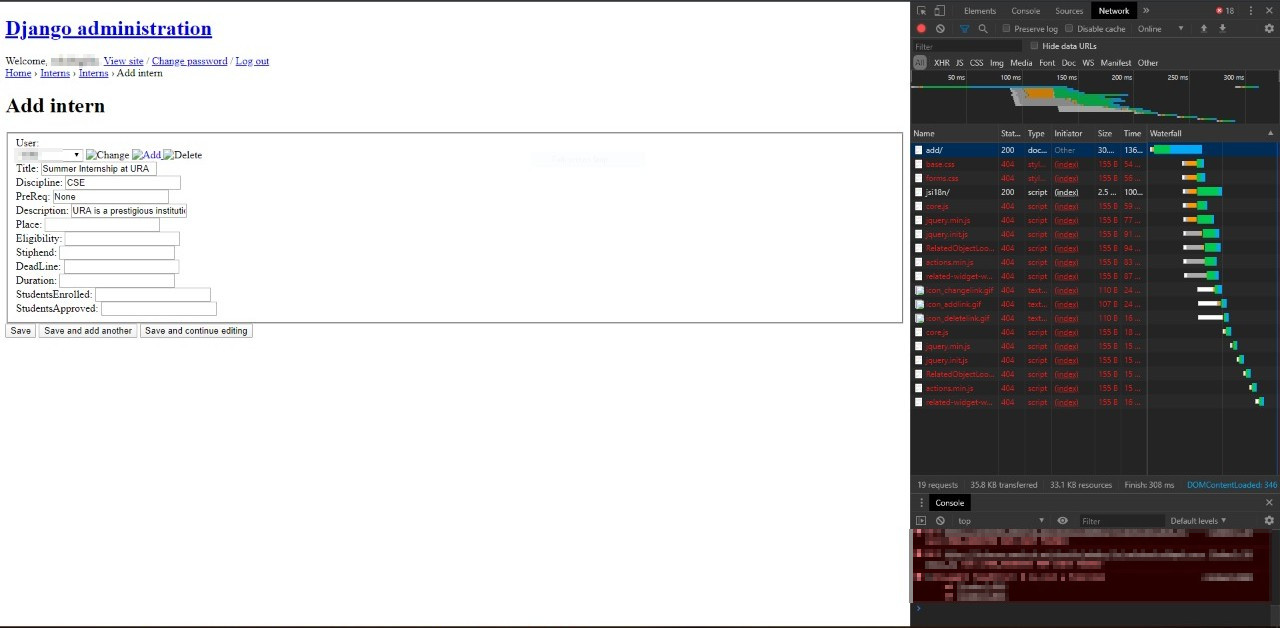 Django administration
Welcome, View site / Change password / Log out
Home › Interns › Interns › Add intern
Add intern
User:
Change Add Delete
Title: Summer Internship at URA
Discipline: CSE
PreReq: None
Description: URA is a prestigious instituti
Place:
Eligibility:
Stiphend:
DeadLine:
Duration:
StudentsEnrolled:
StudentsApproved:
Save Save and add another Save and continue editing
Elements Console Sources Network » 18
Preserve log Disable cache Online
Filter Hide data URLs
All XHR JS CSS Img Media Font Doc WS Manifest Other
50 ms 100 ms 150 ms 200 ms 250 ms 300 ms
Name Stat... Type Initiator Size Time Waterfall
add/ 200 doc... Other 30.... 136...
base.css 404 styl... (index) 155 B 54 ...
forms.css 404 styl... (index) 155 B 56 ...
jsi18n/ 200 script (index) 2.5 ... 100...
core.js 404 script (index) 155 B 59 ...
jquery.min.js 404 script (index) 155 B 77 ...
jquery.init.js 404 script (index) 155 B 91 ...
RelatedObjectLoo... 404 script (index) 155 B 94 ...
actions.min.js 404 script (index) 155 B 83 ...
related-widget-w... 404 script (index) 155 B 87 ...
icon_changelink.gif 404 text... (index) 110 B 24 ...
icon_addlink.gif 404 text... (index) 107 B 24 ...
icon_deletelink.gif 404 text... (index) 110 B 16 ...
core.js 404 script (index) 155 B 18 ...
jquery.min.js 404 script (index) 155 B 15 ...
jquery.init.js 404 script (index) 155 B 15 ...
RelatedObjectLoo... 404 script (index) 155 B 15 ...
actions.min.js 404 script (index) 155 B 15 ...
related-widget-w... 404 script (index) 155 B 16 ...
19 requests 35.8 KB transferred 33.1 KB resources Finish: 308 ms DOMContentLoaded: 346
Console
top Filter Default levels